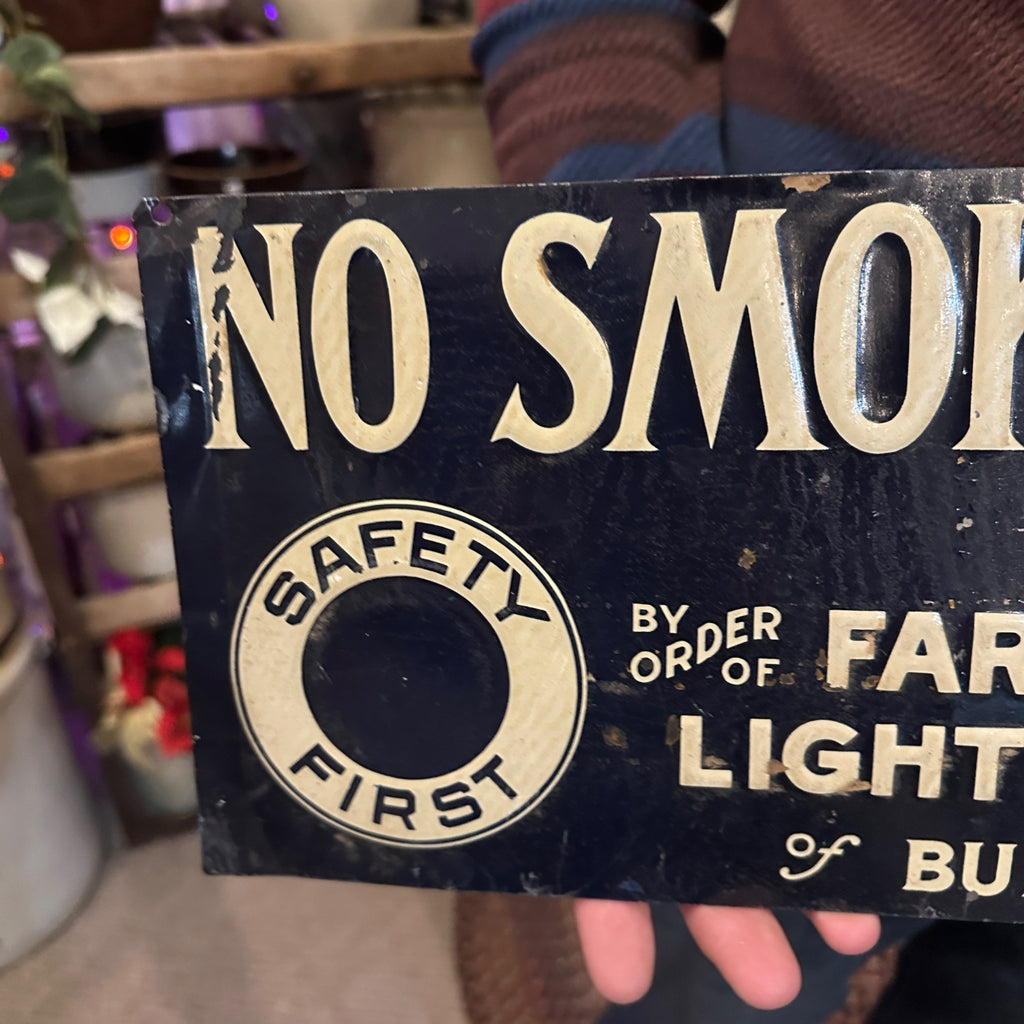 NO SMOK
SAFETY
FIRST
BY
ORDER
OF
FAR
LIGHT
of BU